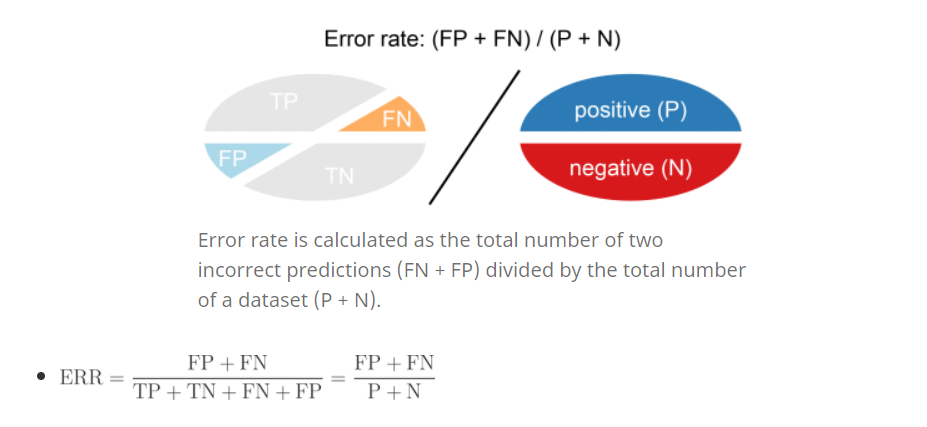 Error rate: (FP + FN) / (P + N)
TP
FN
positive (P)
FP
TN
negative (N)
Error rate is calculated as the total number of two
incorrect predictions (FN + FP) divided by the total number
of a dataset (P + N).
• ERR = \frac{FP + FN}{TP + TN + FN + FP} = \frac{FP + FN}{P + N}